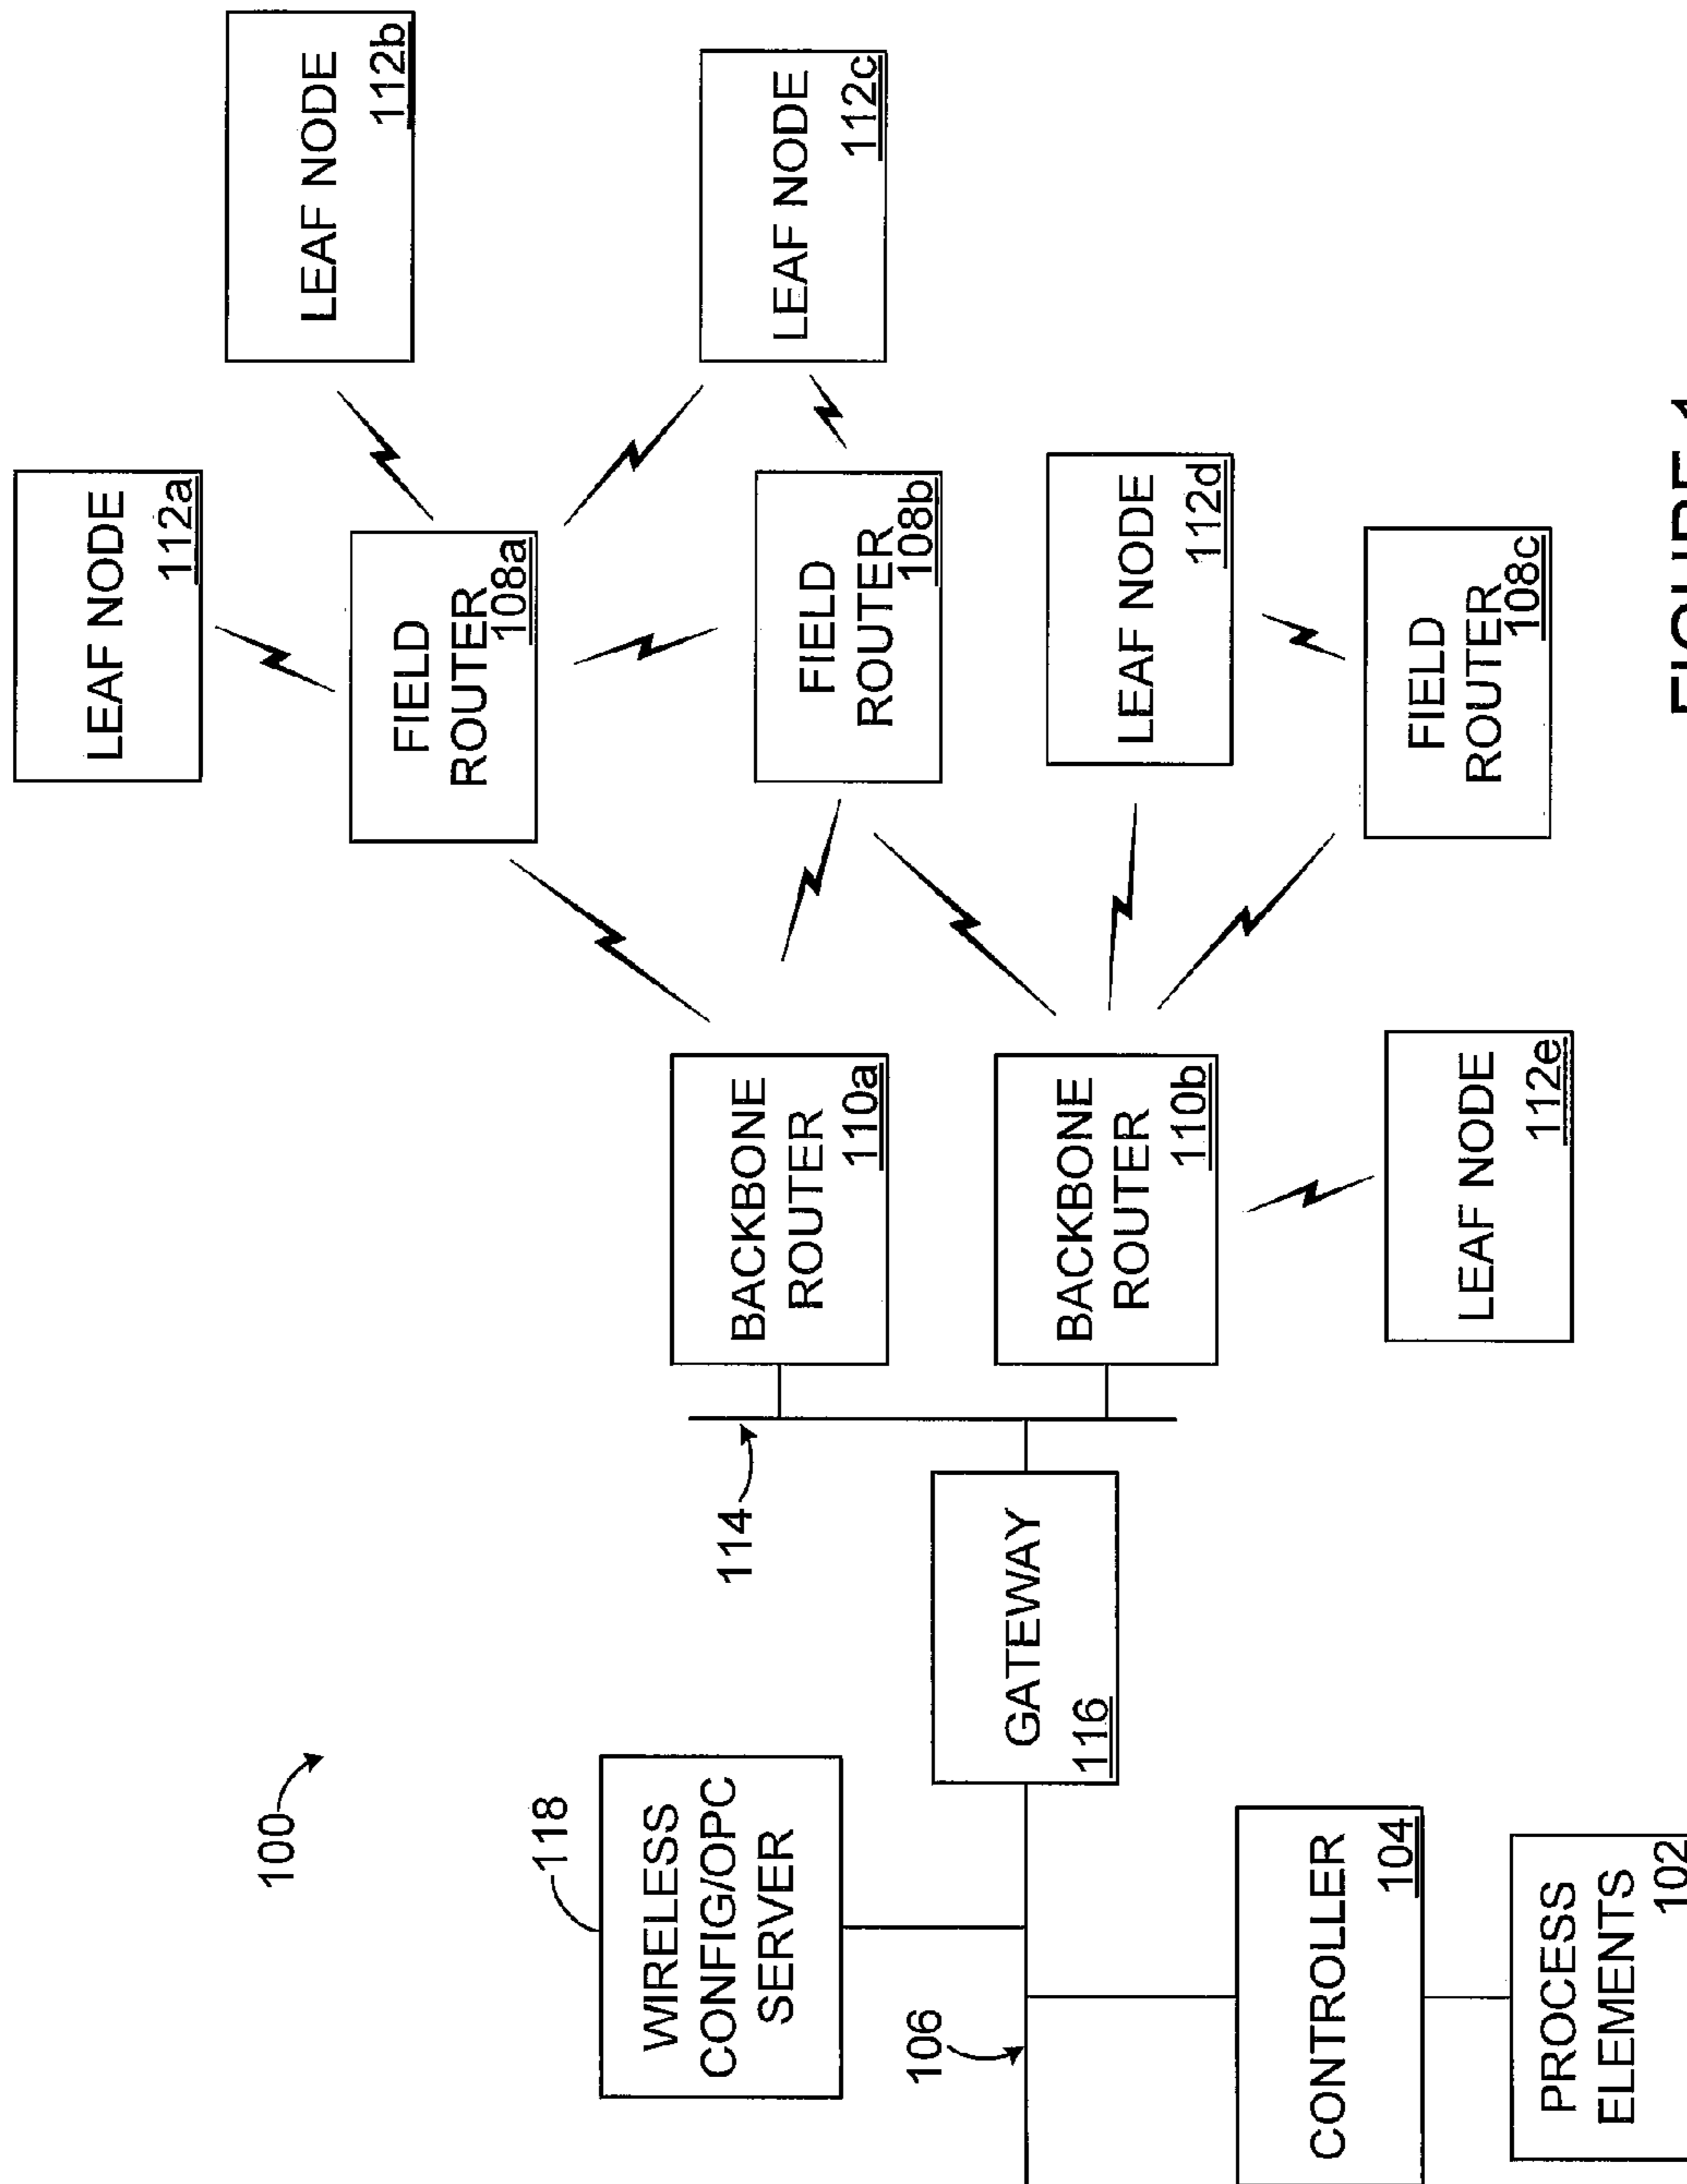 100
LEAF NODE
112a
LEAF NODE
112b
FIELD
ROUTER
108a
118
WIRELESS
CONFIG/OPC
SERVER
114
BACKBONE
ROUTER
110a
FIELD
ROUTER
108b
LEAF NODE
112c
106
GATEWAY
116
BACKBONE
ROUTER
110b
LEAF NODE
112d
CONTROLLER
104
LEAF NODE
112e
FIELD
ROUTER
108c
PROCESS
ELEMENTS
102
FIGURE 1